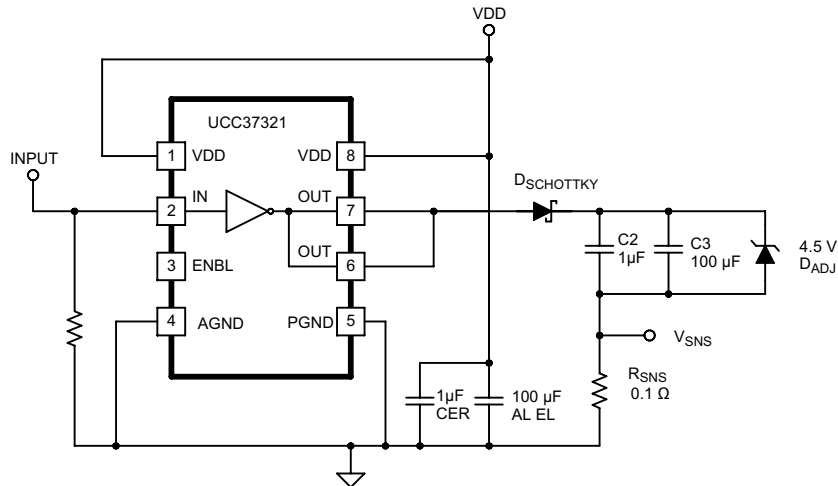 VDD
UCC37321
INPUT
1 VDD VDD 8
DSCHOTTKY
2 IN OUT 7
C2 1µF
C3 100 µF
4.5 V DADJ
3 ENBL OUT 6
4 AGND PGND 5
VSNS
1µF CER
100 µF AL EL
RSNS 0.1 Ω